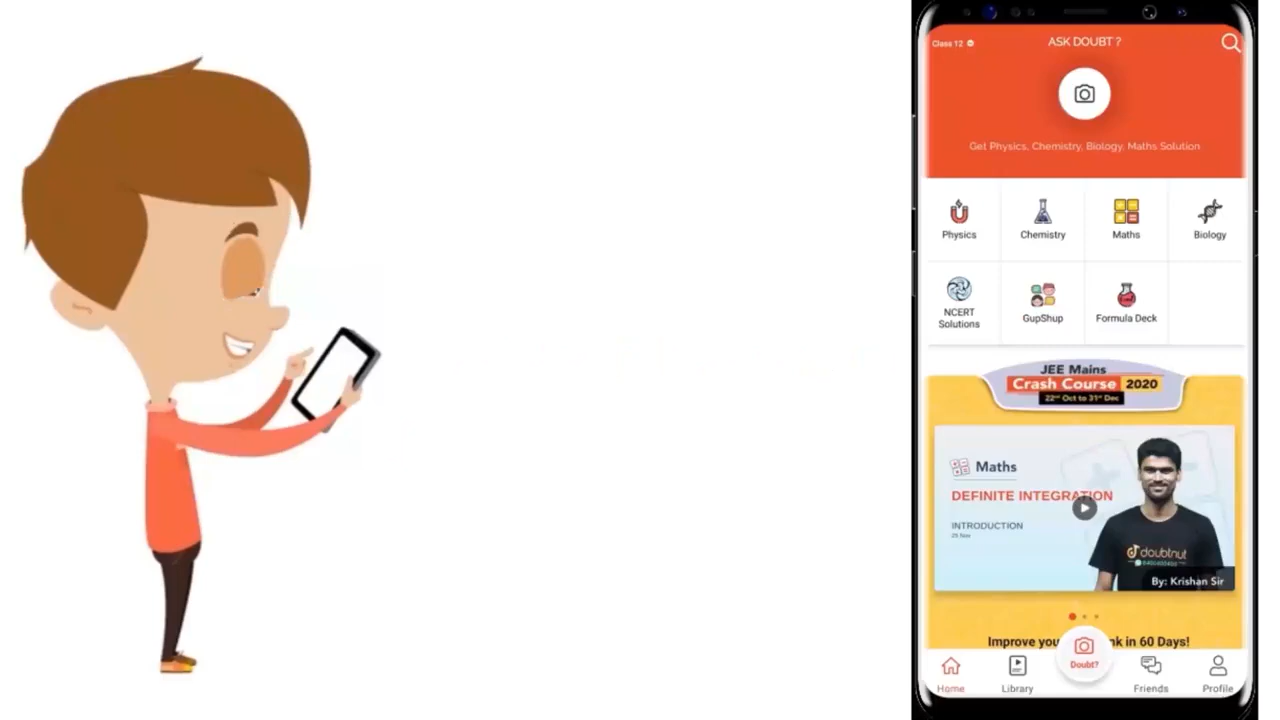 Class 12
ASK DOUBT ?
Get Physics, Chemistry, Biology, Maths Solution
Physics
Chemistry
Maths
Biology
NCERT
Solutions
GupShup
Formula Deck
JEE Mains
Crash Course 2020
22nd Oct to 31st Dec
Maths
DEFINITE INTEGRATION
INTRODUCTION
doubtnut
By: Krishan Sir
Improve you nk in 60 Days!
Doubt?
Home
Library
Friends
Profile